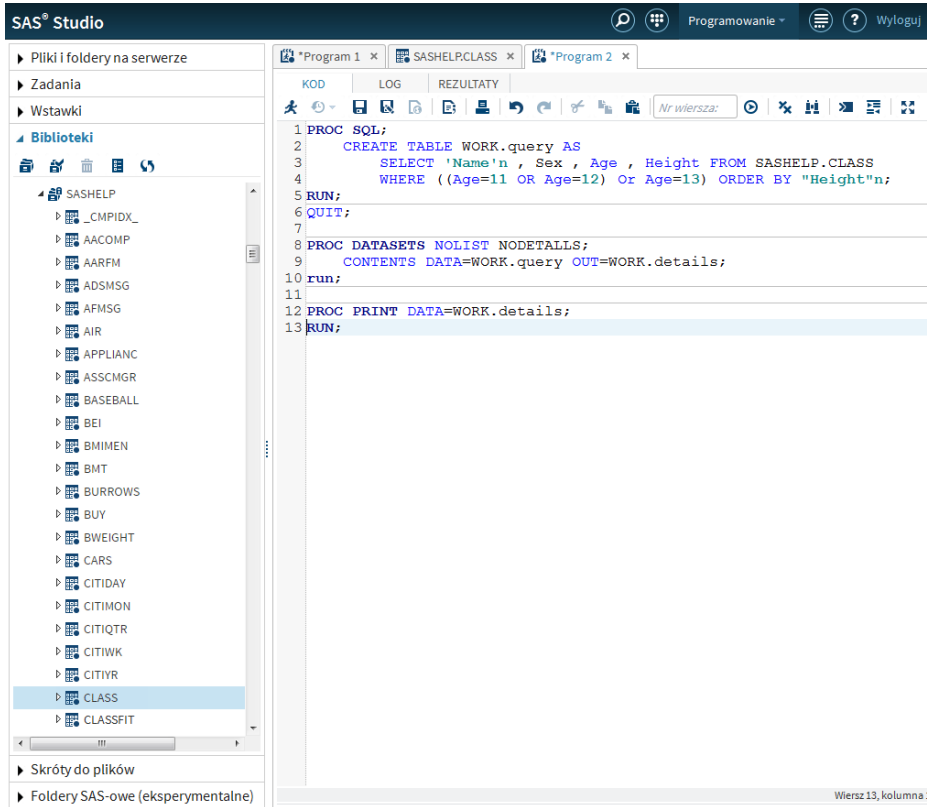 SAS® Studio
Programowanie
Wyloguj
Pliki i foldery na serwerze
Zadania
Wstawki
Biblioteki
SASHELP
_CMPIDX_
AACOMP
AARFM
ADSMSG
AFMSG
AIR
APPLIANC
ASSCMGR
BASEBALL
BEI
BMIMEN
BMT
BURROWS
BUY
BWEIGHT
CARS
CITIDAY
CITIMON
CITIQTR
CITIWK
CITIYR
CLASS
CLASSFIT
Skróty do plików
Foldery SAS-owe (eksperymentalne)
*Program 1 × SASHELP.CLASS × *Program 2 ×
KOD LOG REZULTATY
Nr wiersza:
1 PROC SQL;
2 CREATE TABLE WORK.query AS
3 SELECT 'Name'n , Sex , Age , Height FROM SASHELP.CLASS
4 WHERE ((Age=11 OR Age=12) Or Age=13) ORDER BY "Height"n;
5 RUN;
6 QUIT;
7
8 PROC DATASETS NOLIST NODETALLS;
9 CONTENTS DATA=WORK.query OUT=WORK.details;
10 run;
11
12 PROC PRINT DATA=WORK.details;
13 RUN;
Wiersz 13, kolumna